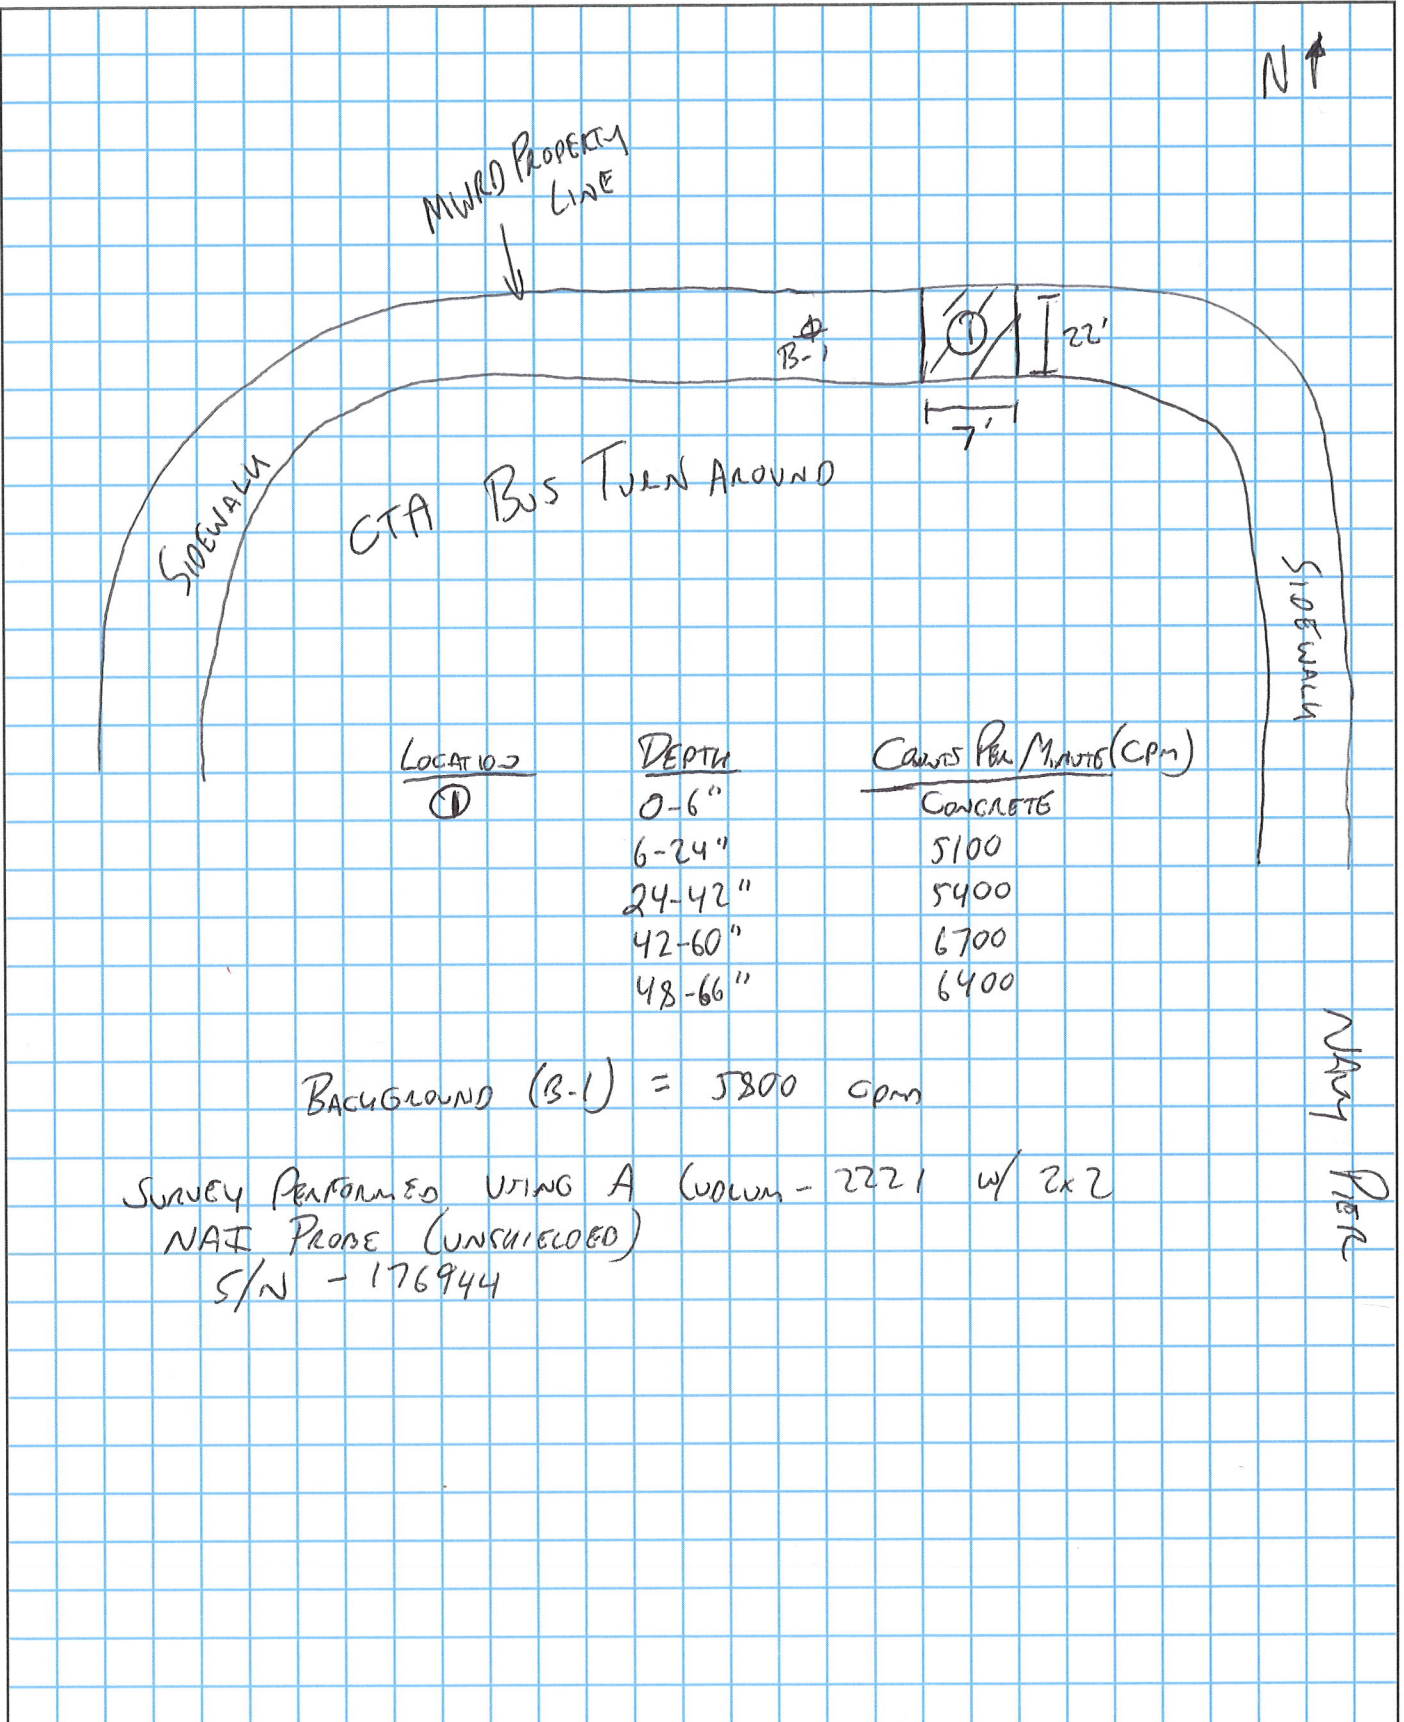 N
MWRD PROPERTY
LINE
B-1
1
22'
7'
SIDEWALK
CTA BUS TURN AROUND
SIDEWALK
LOCATION DEPTH COUNTS PER MINUTE (CPM)
1 0-6" CONCRETE
6-24" 5100
24-42" 5400
42-60" 6700
48-66" 6400
NAVY PIER
BACKGROUND (B-1) = 5800 cpm
SURVEY PERFORMED USING A LUDLUM - 2221 w/ 2x2
NAI PROBE (UNSHIELDED)
S/N - 176944